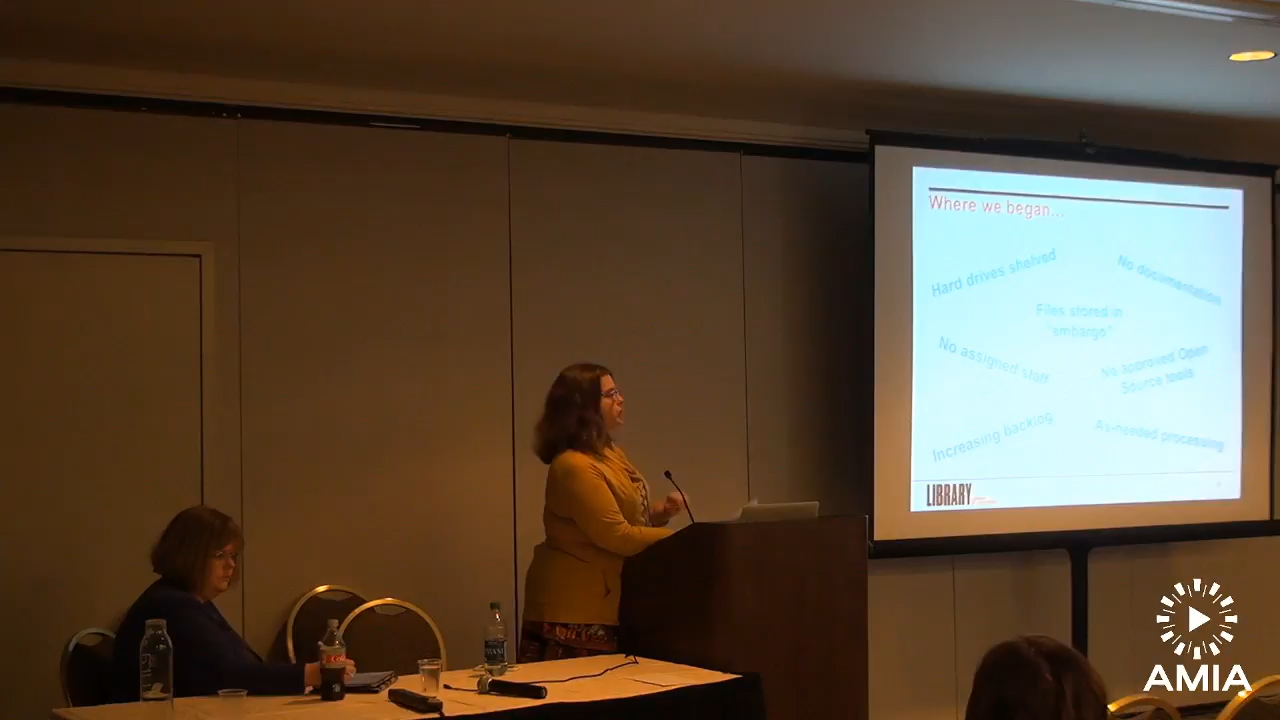 Where we began...
Hard drives shelved
No documentation
Files stored in
"embargo"
No assigned staff
No approved Open
Source tools
Increasing backlog
As-needed processing
LIBRARY
AMIA